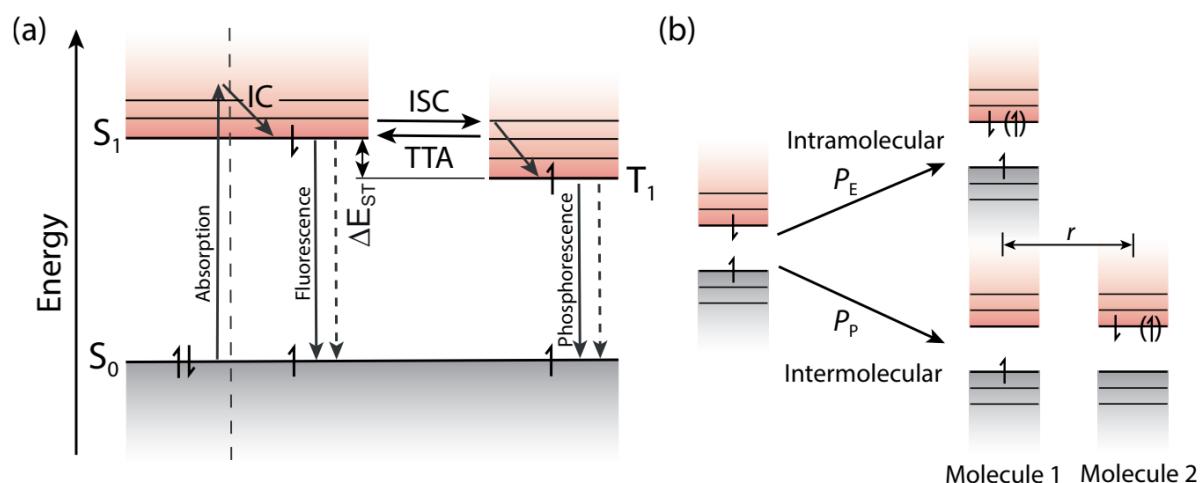 (a)
Energy
S1
S0
Absorption
IC
Fluorescence
ΔEST
ISC
TTA
T1
Phosphorescence
(b)
Intramolecular
PE
PP
Intermolecular
r
Molecule 1
Molecule 2